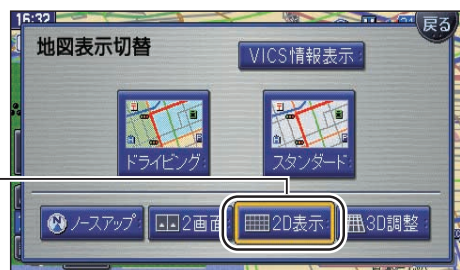 16:32
戻る
地図表示切替
VICS情報表示
ドライビング
スタンダード
ノースアップ
2画面
2D表示
3D調整